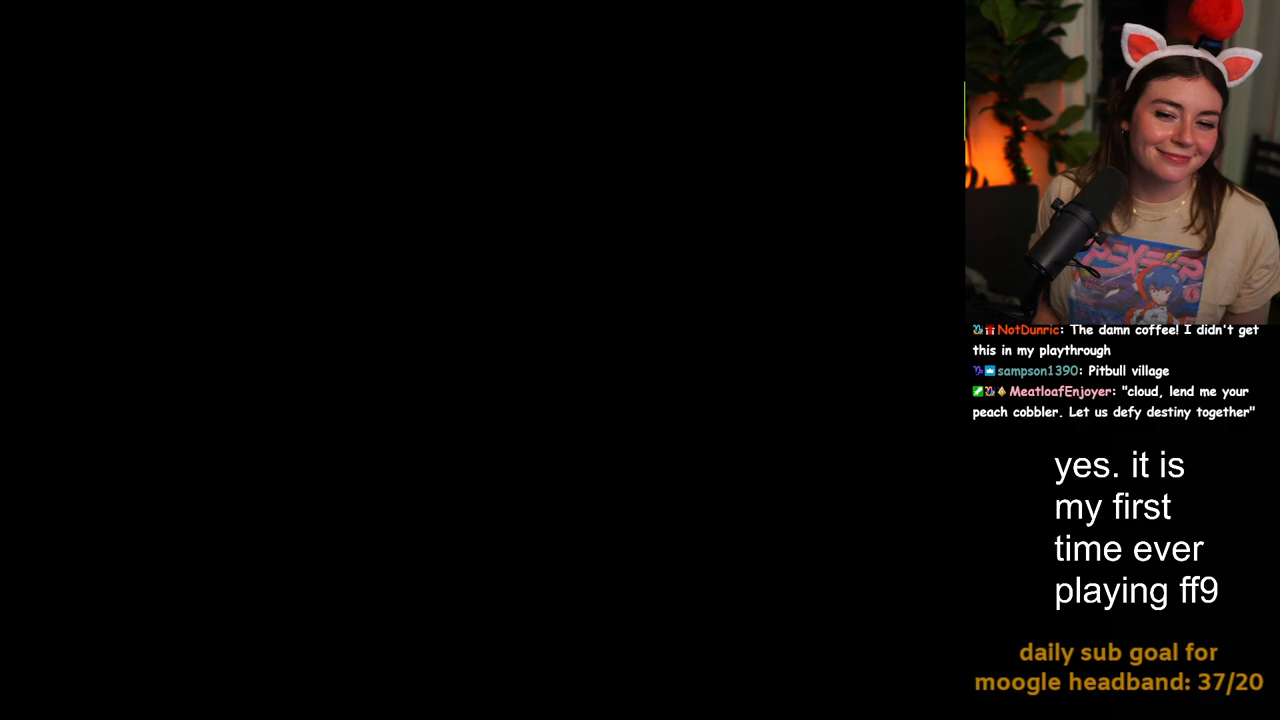 NotDunric: The damn coffee! I didn't get
this in my playthrough
sampson1390: Pitbull village
MeatloafEnjoyer: "cloud, lend me your
peach cobbler. Let us defy destiny together"
yes. it is
my first
time ever
playing ff9
daily sub goal for
moogle headband: 37/20